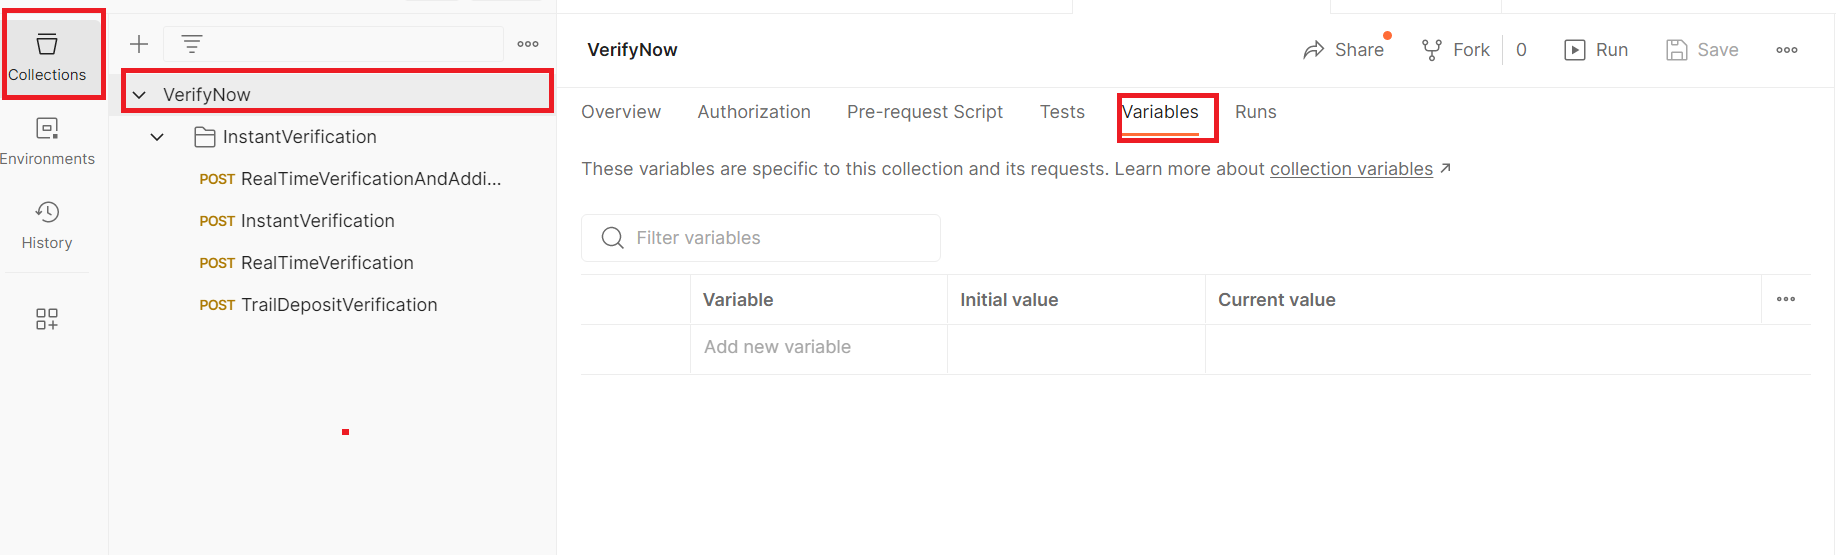 Collections
Environments
History
VerifyNow
InstantVerification
POST RealTimeVerificationAndAddi...
POST InstantVerification
POST RealTimeVerification
POST TrailDepositVerification
VerifyNow
Share Fork 0 Run Save
Overview Authorization Pre-request Script Tests Variables Runs
These variables are specific to this collection and its requests. Learn more about collection variables ↗
Filter variables
Variable Initial value Current value
Add new variable